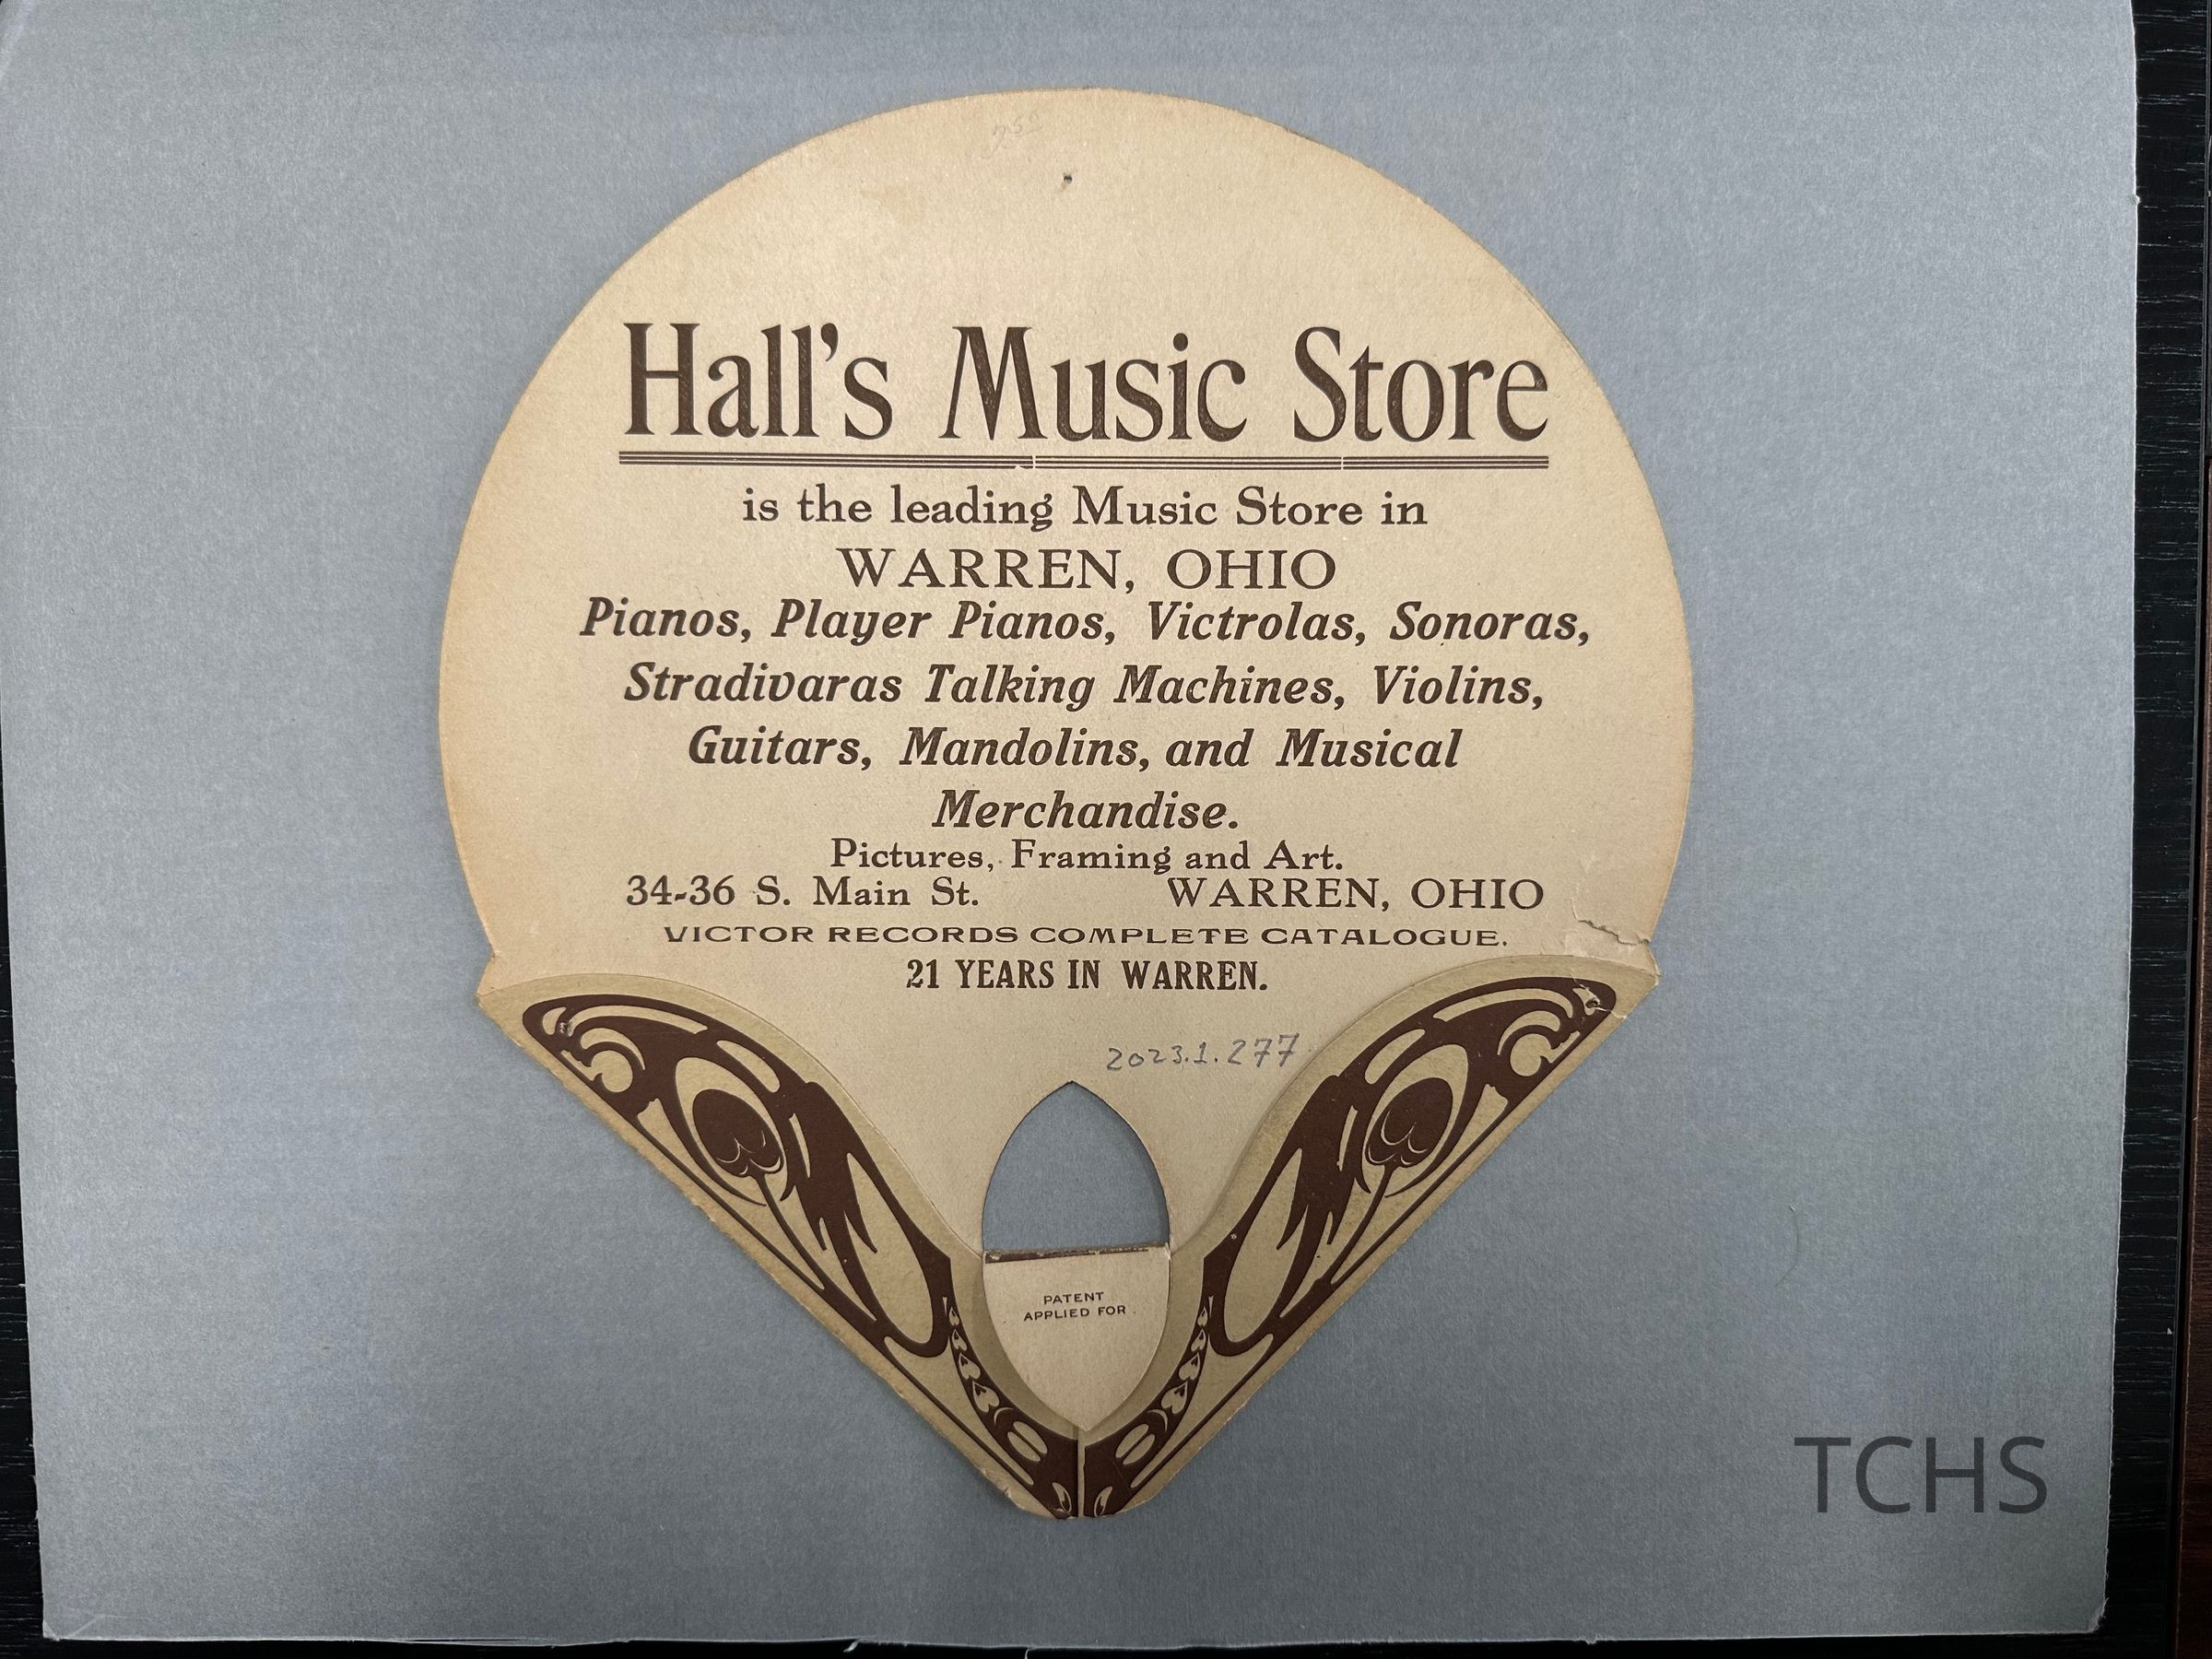 Hall's Music Store
is the leading Music Store in
WARREN, OHIO
Pianos, Player Pianos, Victrolas, Sonoras,
Stradivaras Talking Machines, Violins,
Guitars, Mandolins, and Musical
Merchandise.
Pictures, Framing and Art.
34-36 S. Main St. WARREN, OHIO
VICTOR RECORDS COMPLETE CATALOGUE.
21 YEARS IN WARREN.
2023.1.277
PATENT
APPLIED FOR
TCHS